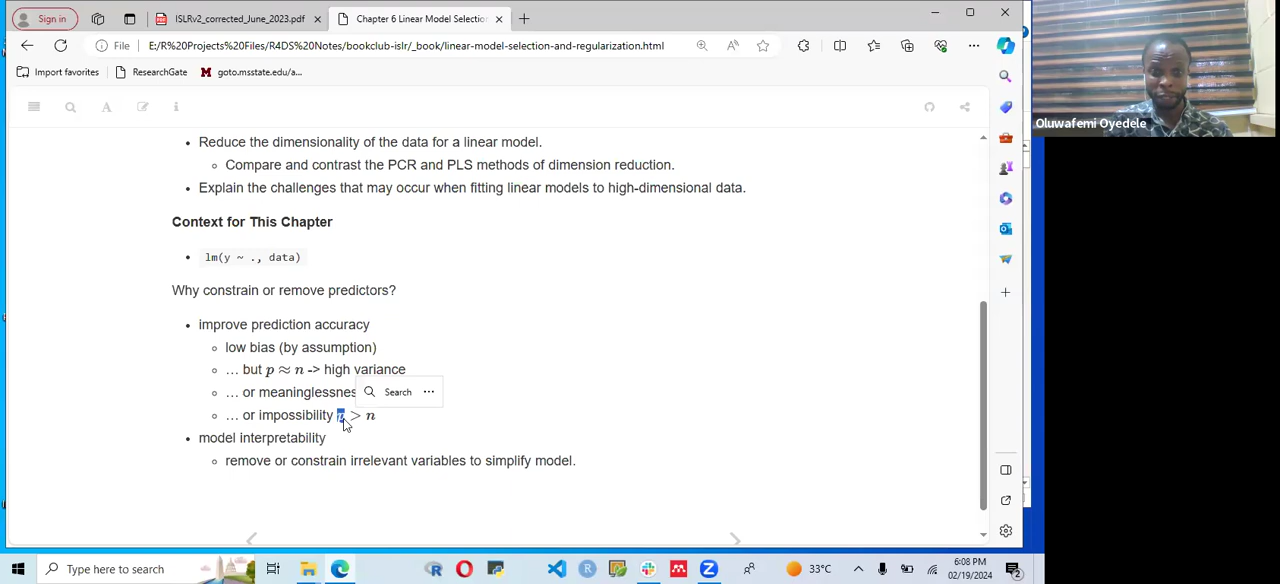 Sign in
ISLRv2_corrected_June_2023.pdf
Chapter 6 Linear Model Selection
File
E:/R%20Projects%20Files/R4DS%20Notes/bookclub-islr/_book/linear-model-selection-and-regularization.html
Import favorites
ResearchGate
goto.msstate.edu/a...
• Reduce the dimensionality of the data for a linear model.
◦ Compare and contrast the PCR and PLS methods of dimension reduction.
• Explain the challenges that may occur when fitting linear models to high-dimensional data.
Context for This Chapter
• lm(y ~ ., data)
Why constrain or remove predictors?
• improve prediction accuracy
◦ low bias (by assumption)
◦ … but p ≈ n -> high variance
◦ … or meaninglessnes
Search
◦ … or impossibility p > n
• model interpretability
◦ remove or constrain irrelevant variables to simplify model.
Oluwafemi Oyedele
Type here to search
33°C
6:08 PM
02/19/2024
2